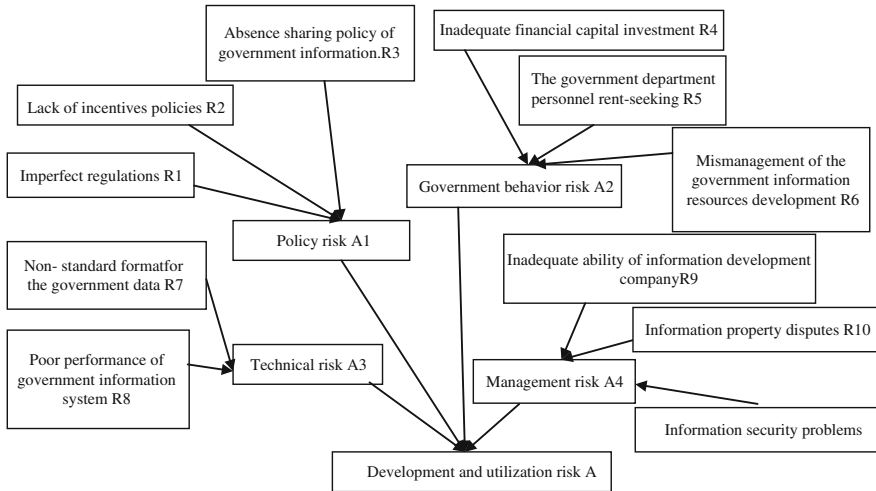 Absence sharing policy of
government information.R3
Inadequate financial capital investment R4
The government department
personnel rent-seeking R5
Lack of incentives policies R2
Mismanagement of the
government information
resources development R6
Imperfect regulations R1
Government behavior risk A2
Policy risk A1
Non- standard formatfor
the government data R7
Inadequate ability of information development
companyR9
Information property disputes R10
Poor performance of
government information
system R8
Technical risk A3
Management risk A4
Information security problems
Development and utilization risk A